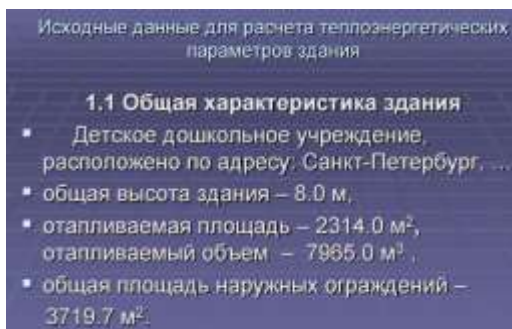 Исходные данные для расчета теплоэнергетических
параметров здания
1.1 Общая характеристика здания
▪ Детское дошкольное учреждение,
расположено по адресу: Санкт-Петербург, ...
▪ общая высота здания – 8.0 м,
▪ отапливаемая площадь – 2314.0 м²,
отапливаемый объем – 7965.0 м³ ,
▪ общая площадь наружных ограждений –
3719.7 м².